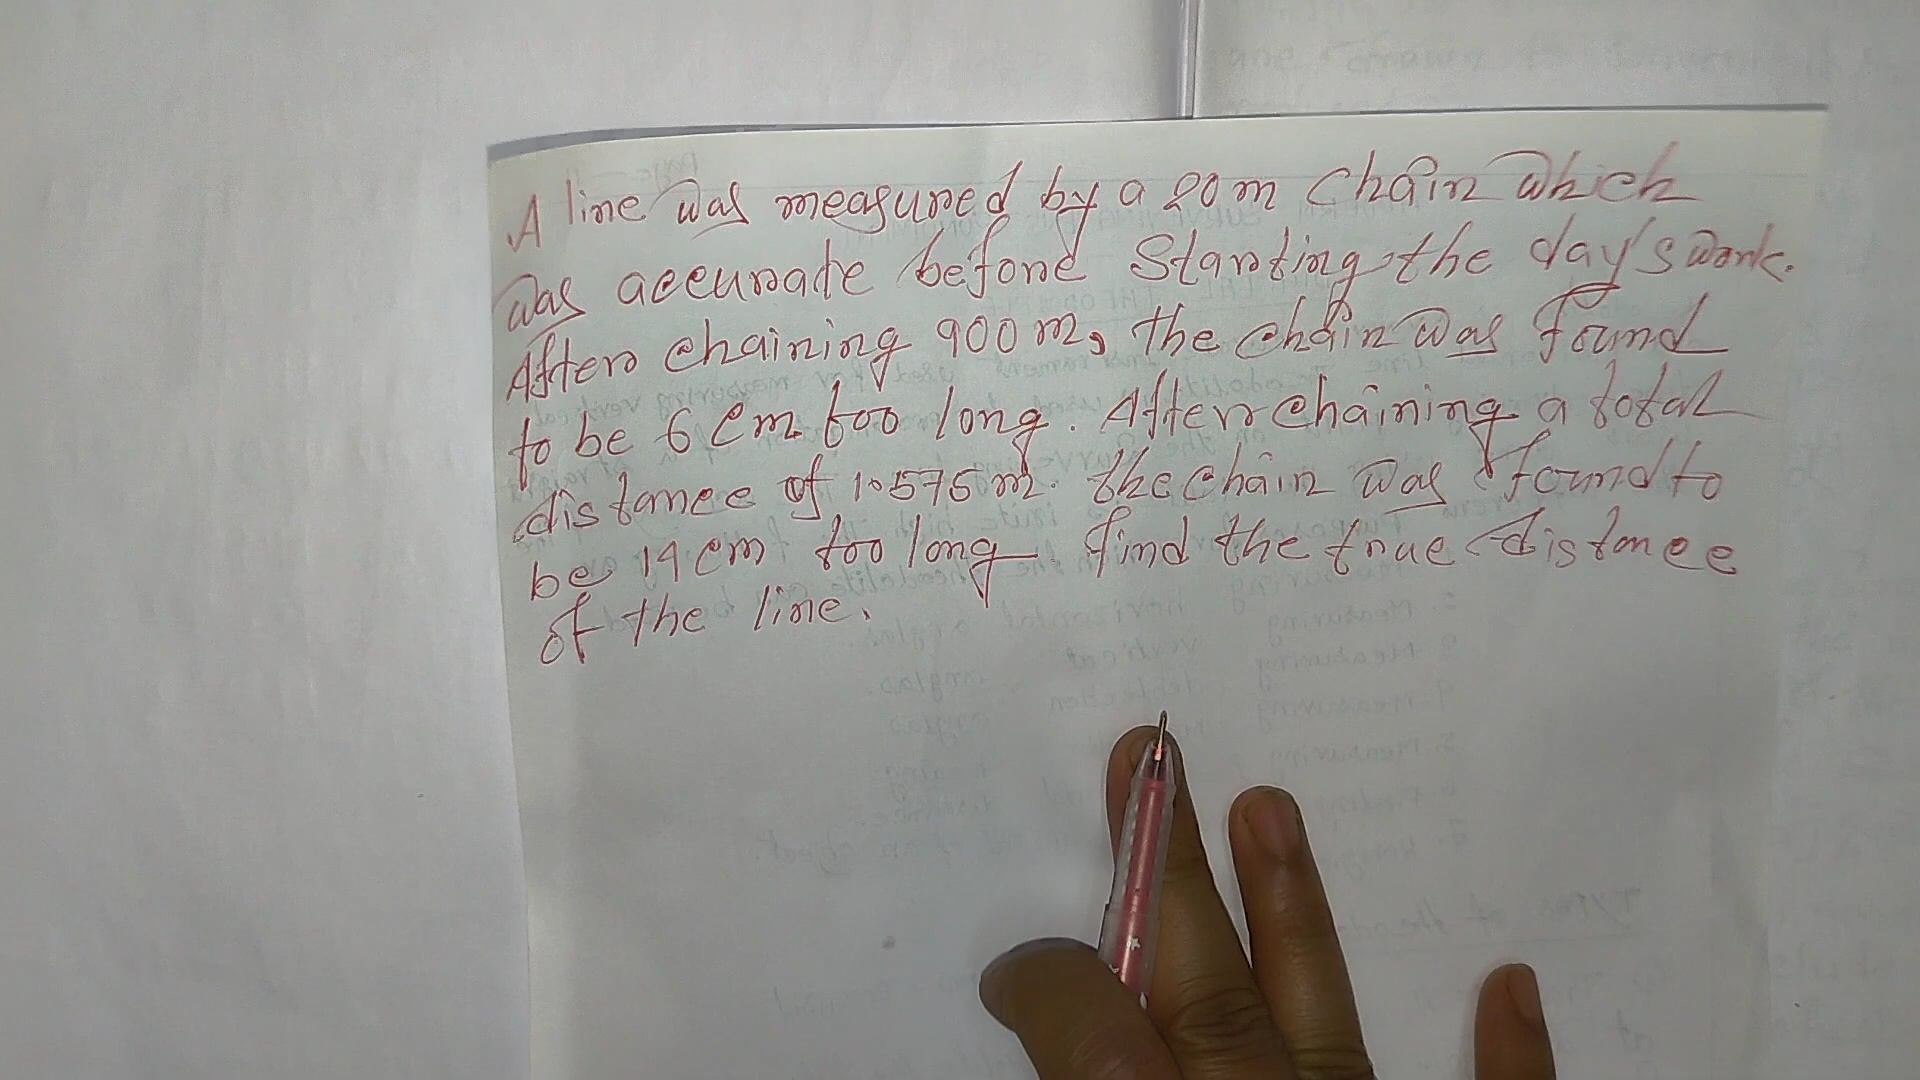 A line was measured by a 20m chain which
was accurate before starting the day's work.
After chaining 900m, the chain was found
to be 6 cm too long. After chaining a total
distance of 1.575m. the chain was found to
be 14 cm too long. find the true distance
of the line.